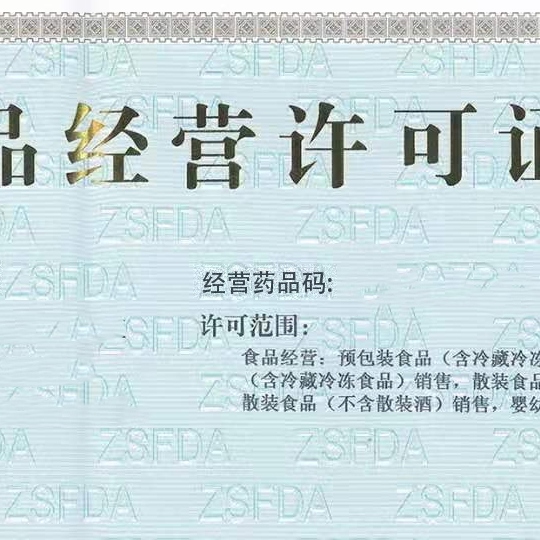 ZSFDA ZSFDA ZSFDA
品经营许可证
ZSFDA ZSFDA ZSFDA
经营药品码:
许可范围:
食品经营: 预包装食品 (含冷藏冷冻
(含冷藏冷冻食品) 销售, 散装食品
散装食品 (不含散装酒) 销售, 婴幼
ZSFDA ZSFDA ZSFDA
ZSFDA ZSFDA ZSFDA